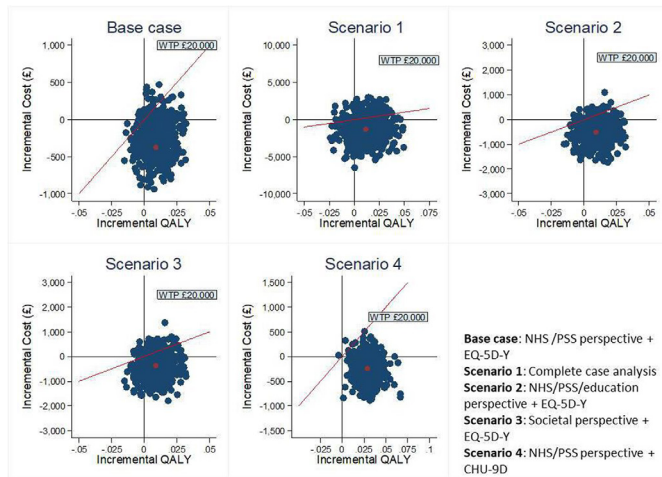 Base case
1,000
WTP £20.000
500
0
-500
-1,000
Incremental Cost (£)
-.05 -.025 0 .025 .05
Incremental QALY
Scenario 1
10,000
WTP £20.000
5,000
0
-5,000
-10,000
Incremental Cost (£)
-.05 -.025 0 .025 .05 .075
Incremental QALY
Scenario 2
3,000
WTP £20.000
2,000
1,000
0
-1,000
-2,000
-3,000
Incremental Cost (£)
-.05 -.025 0 .025 .05
Incremental QALY
Scenario 3
3,000
WTP £20.000
2,000
1,000
0
-1,000
-2,000
-3,000
Incremental Cost (£)
-.05 -.025 0 .025 .05
Incremental QALY
Scenario 4
1,500
1,000
WTP £20.000
500
0
-500
-1,000
-1,500
Incremental Cost (£)
-.05 -.025 0 .025 .05 .075 .1
Incremental QALY
Base case: NHS /PSS perspective +
EQ-5D-Y
Scenario 1: Complete case analysis
Scenario 2: NHS/PSS/education
perspective + EQ-5D-Y
Scenario 3: Societal perspective +
EQ-5D-Y
Scenario 4: NHS/PSS perspective +
CHU-9D